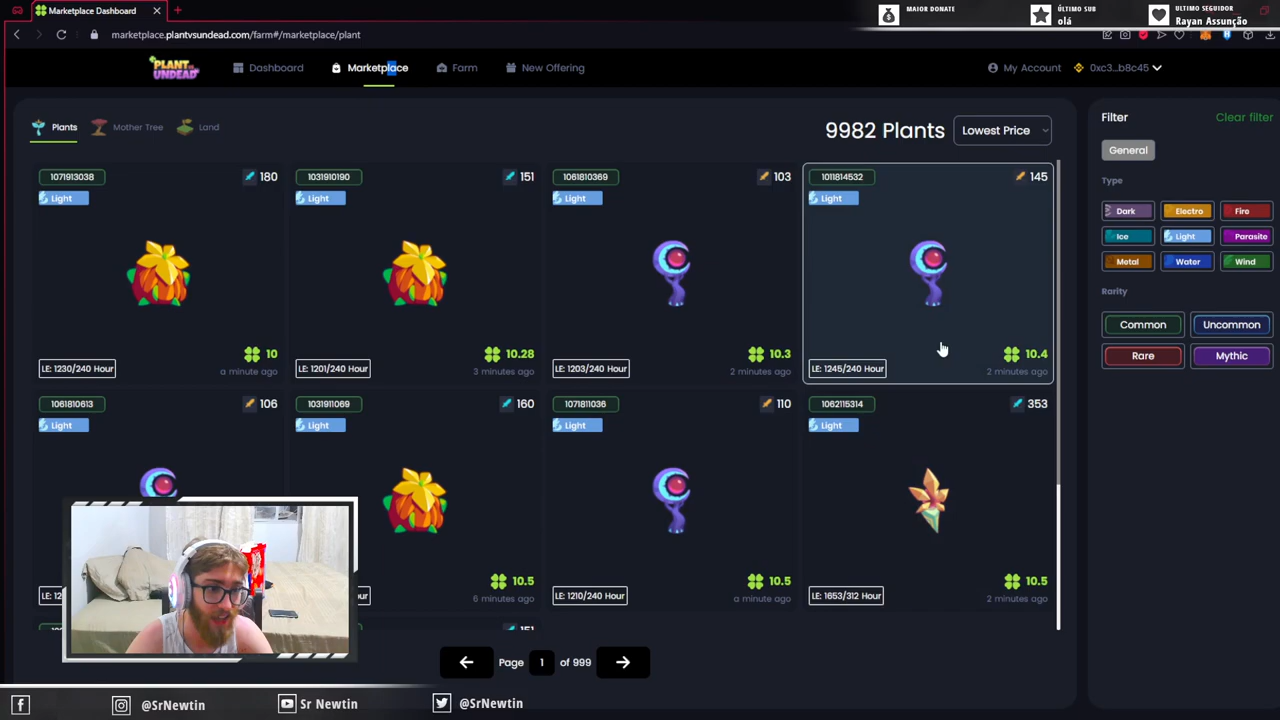 Marketplace Dashboard
MAIOR DONATE
ÚLTIMO SUB
olá
ULTIMO SEGUIDOR
Rayan Assunção
marketplace.plantvsundead.com/farm#/marketplace/plant
PLANT UNDEAD
Dashboard
Marketplace
Farm
New Offering
My Account
0xc3...b8c45
Plants
Mother Tree
Land
9982 Plants
Lowest Price
1071913038
180
Light
LE: 1230/240 Hour
10
a minute ago
1031910190
151
Light
LE: 1201/240 Hour
10.28
3 minutes ago
1061810369
103
Light
LE: 1203/240 Hour
10.3
2 minutes ago
1011814532
145
Light
LE: 1245/240 Hour
10.4
2 minutes ago
1061810613
106
Light
1031911069
160
Light
Hour
10.5
6 minutes ago
1071811036
110
Light
LE: 1210/240 Hour
10.5
a minute ago
1062115314
353
Light
LE: 1653/312 Hour
10.5
2 minutes ago
151
Page 1 of 999
Filter
Clear filter
General
Type
Dark
Electro
Fire
Ice
Light
Parasite
Metal
Water
Wind
Rarity
Common
Uncommon
Rare
Mythic
@SrNewtin
Sr Newtin
@SrNewtin